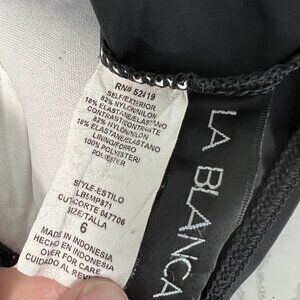 RN# 52419
SELF/EXTERIOR
82% NYLON/NILON
18% ELASTANE/ELASTANO
CONTRAST/CONTRASTE
82% NYLON/NILON
18% ELASTANE/ELASTANO
LINING/FORRO
100% POLYESTER/
POLIESTER
STYLE-ESTILO
LB5MP871
CUT-CORTE 047706
SIZE/TALLA
6
MADE IN INDONESIA
HECHO EN INDONESIA
OVER FOR CARE
CUIDADO AL REVE
LA BLANCA